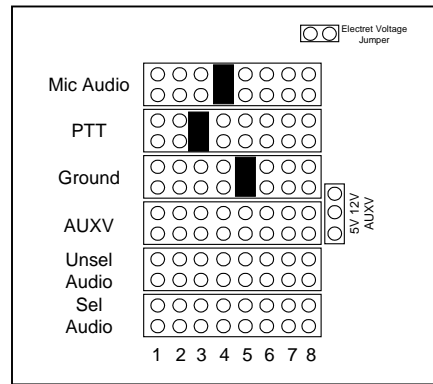 Electret Voltage
Jumper
Mic Audio
PTT
Ground
AUXV
5V 12V
AUXV
Unsel
Audio
Sel
Audio
1 2 3 4 5 6 7 8